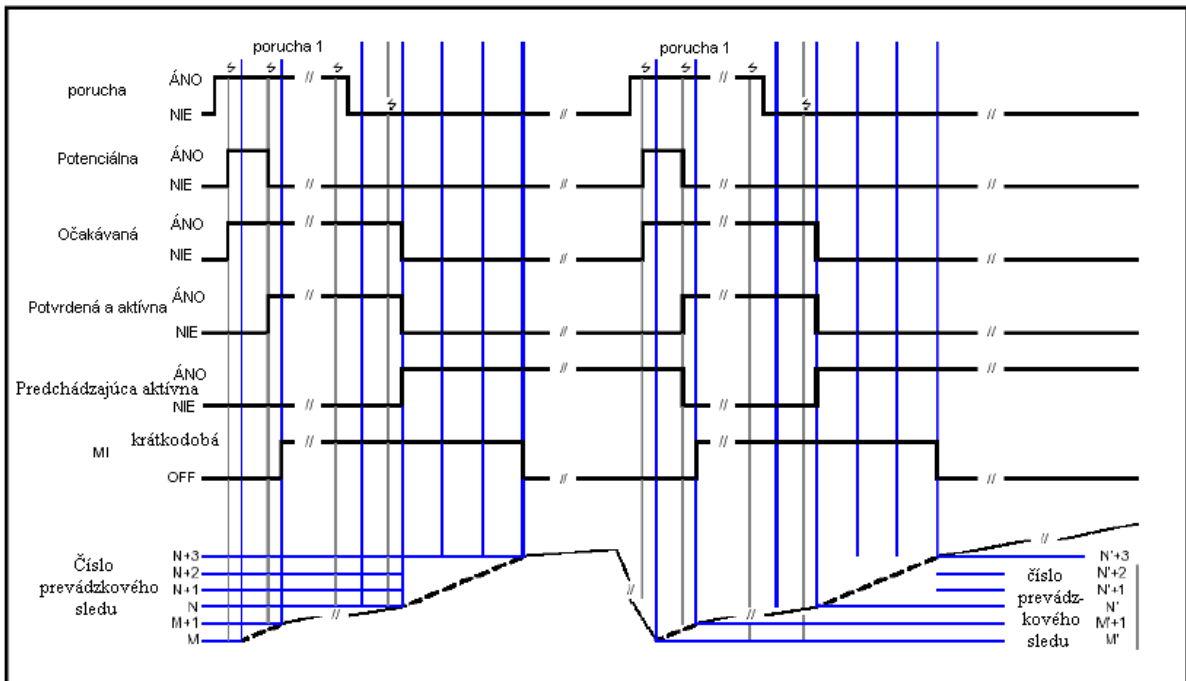 porucha 1
porucha 1
porucha
ÁNO
NIE
Potenciálna
ÁNO
NIE
Očakávaná
ÁNO
NIE
Potvrdená a aktívna
ÁNO
NIE
Predchádzajúca aktívna
ÁNO
NIE
MI
krátkodobá
OFF
Číslo
prevádzkového
sledu
N+3
N+2
N+1
N
M+1
M
číslo
prevádz-
kového
sledu
N'+3
N'+2
N'+1
N'
M'+1
M'